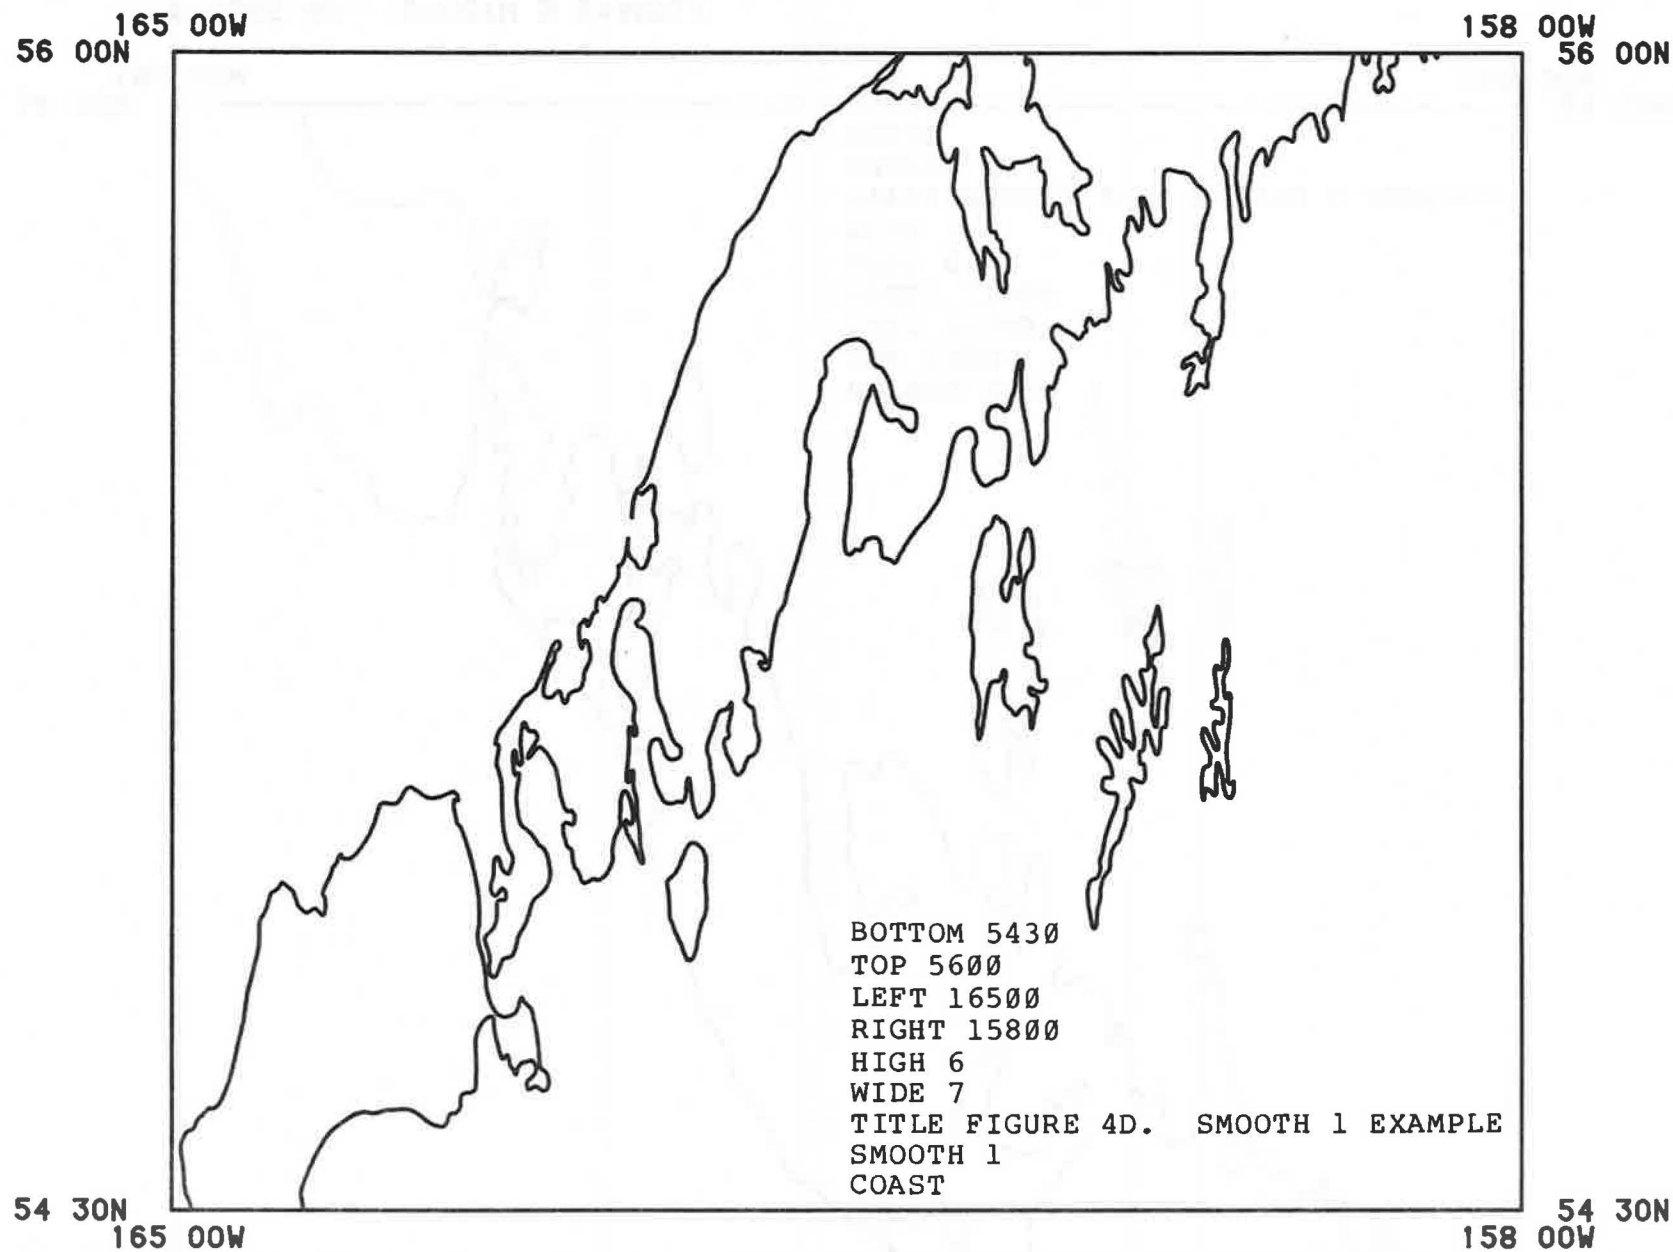 165 00W
158 00W
56 00N
56 00N
BOTTOM 5430
TOP 5600
LEFT 16500
RIGHT 15800
HIGH 6
WIDE 7
TITLE FIGURE 4D. SMOOTH 1 EXAMPLE
SMOOTH 1
COAST
54 30N
54 30N
165 00W
158 00W